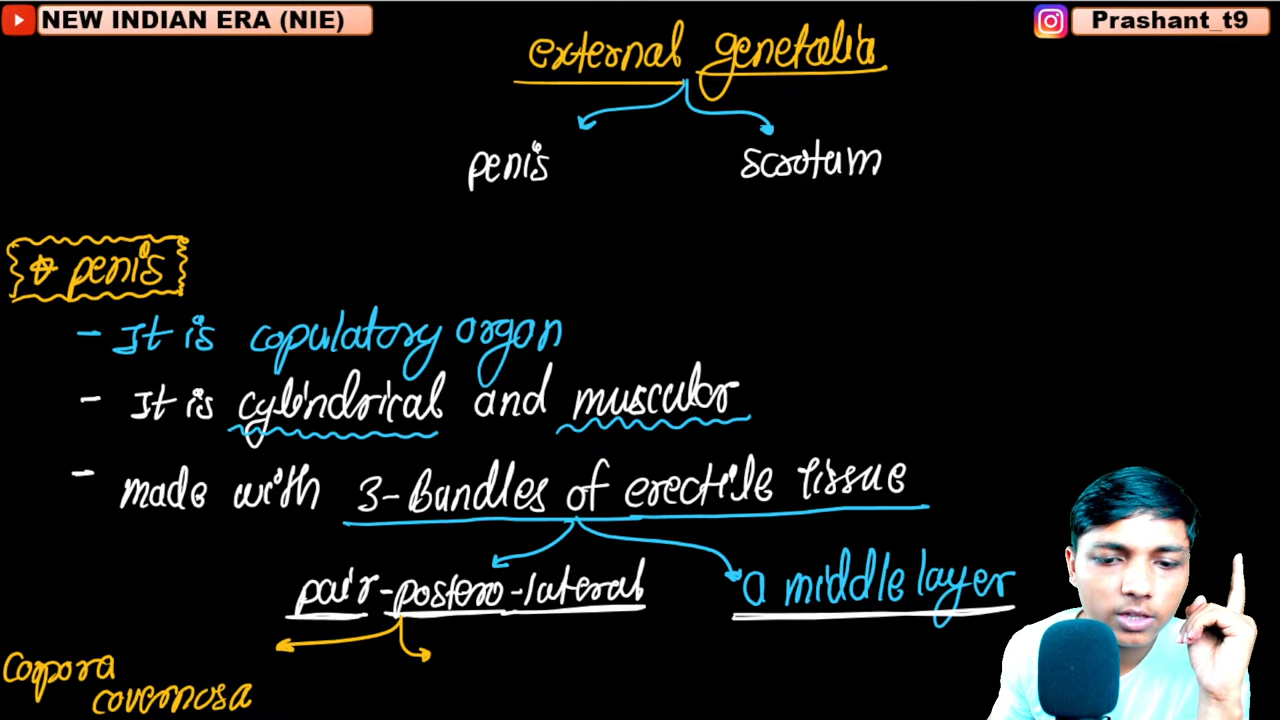 NEW INDIAN ERA (NIE)
Prashant_t9
external genetalia
penis scrotum
penis
- It is copulatory organ
- It is cylindrical and muscular
- made with 3-bundles of erectile tissue
pair-postero-lateral a middle layer
corpora
covernosa